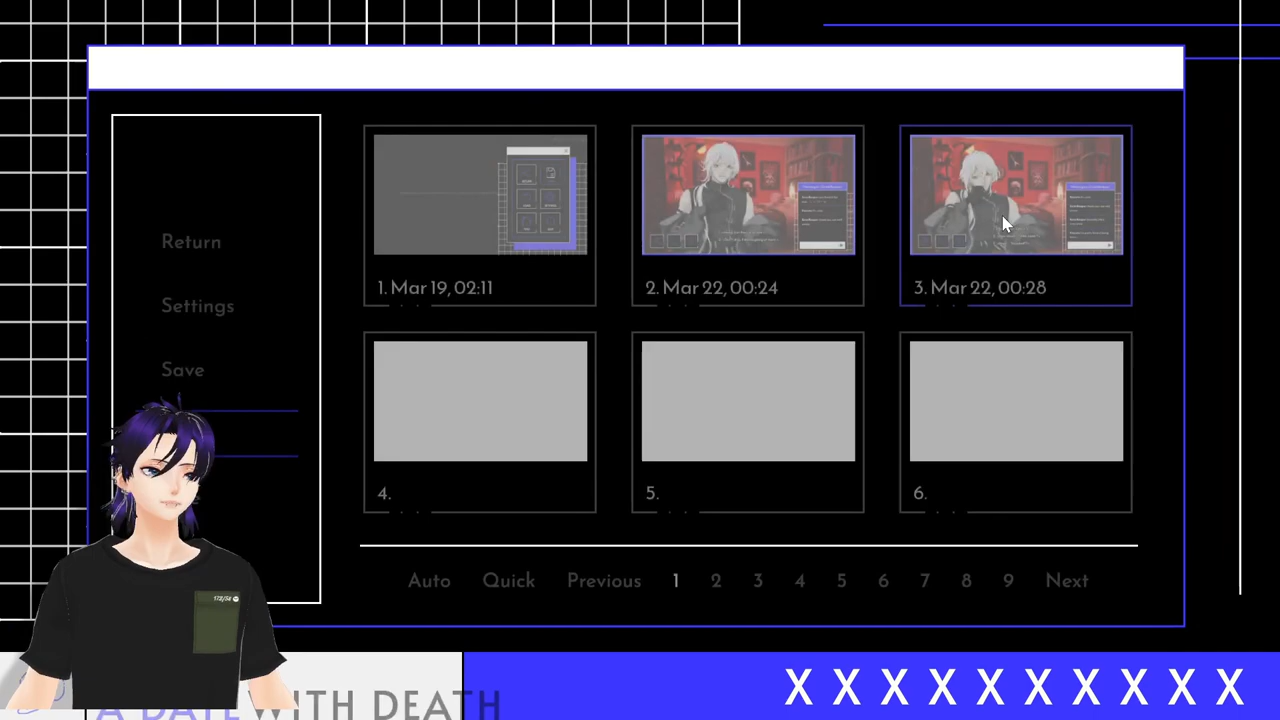 Return
Settings
Save
1. Mar 19, 02:11
2. Mar 22, 00:24
3. Mar 22, 00:28
4.
5.
6.
Auto Quick Previous 1 2 3 4 5 6 7 8 9 Next
A DATE WITH DEATH
X X X X X X X X X X